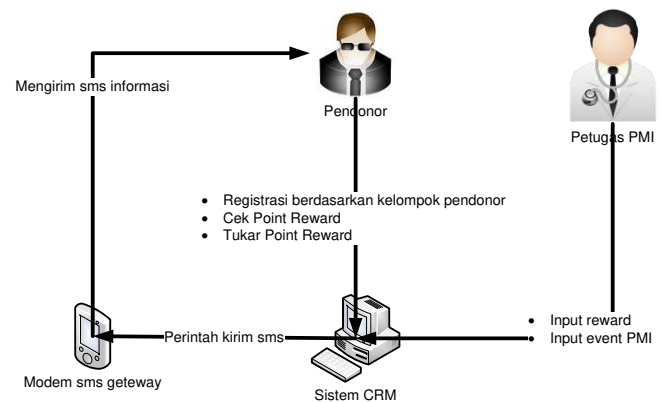 Mengirim sms informasi
Pendonor
Petugas PMI
• Registrasi berdasarkan kelompok pendonor
• Cek Point Reward
• Tukar Point Reward
• Input reward
• Input event PMI
Perintah kirim sms
Modem sms geteway
Sistem CRM